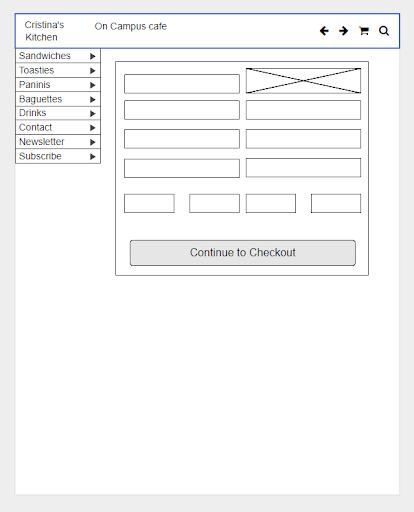 Cristina's
Kitchen
On Campus cafe
Sandwiches
Toasties
Paninis
Baguettes
Drinks
Contact
Newsletter
Subscribe
Continue to Checkout